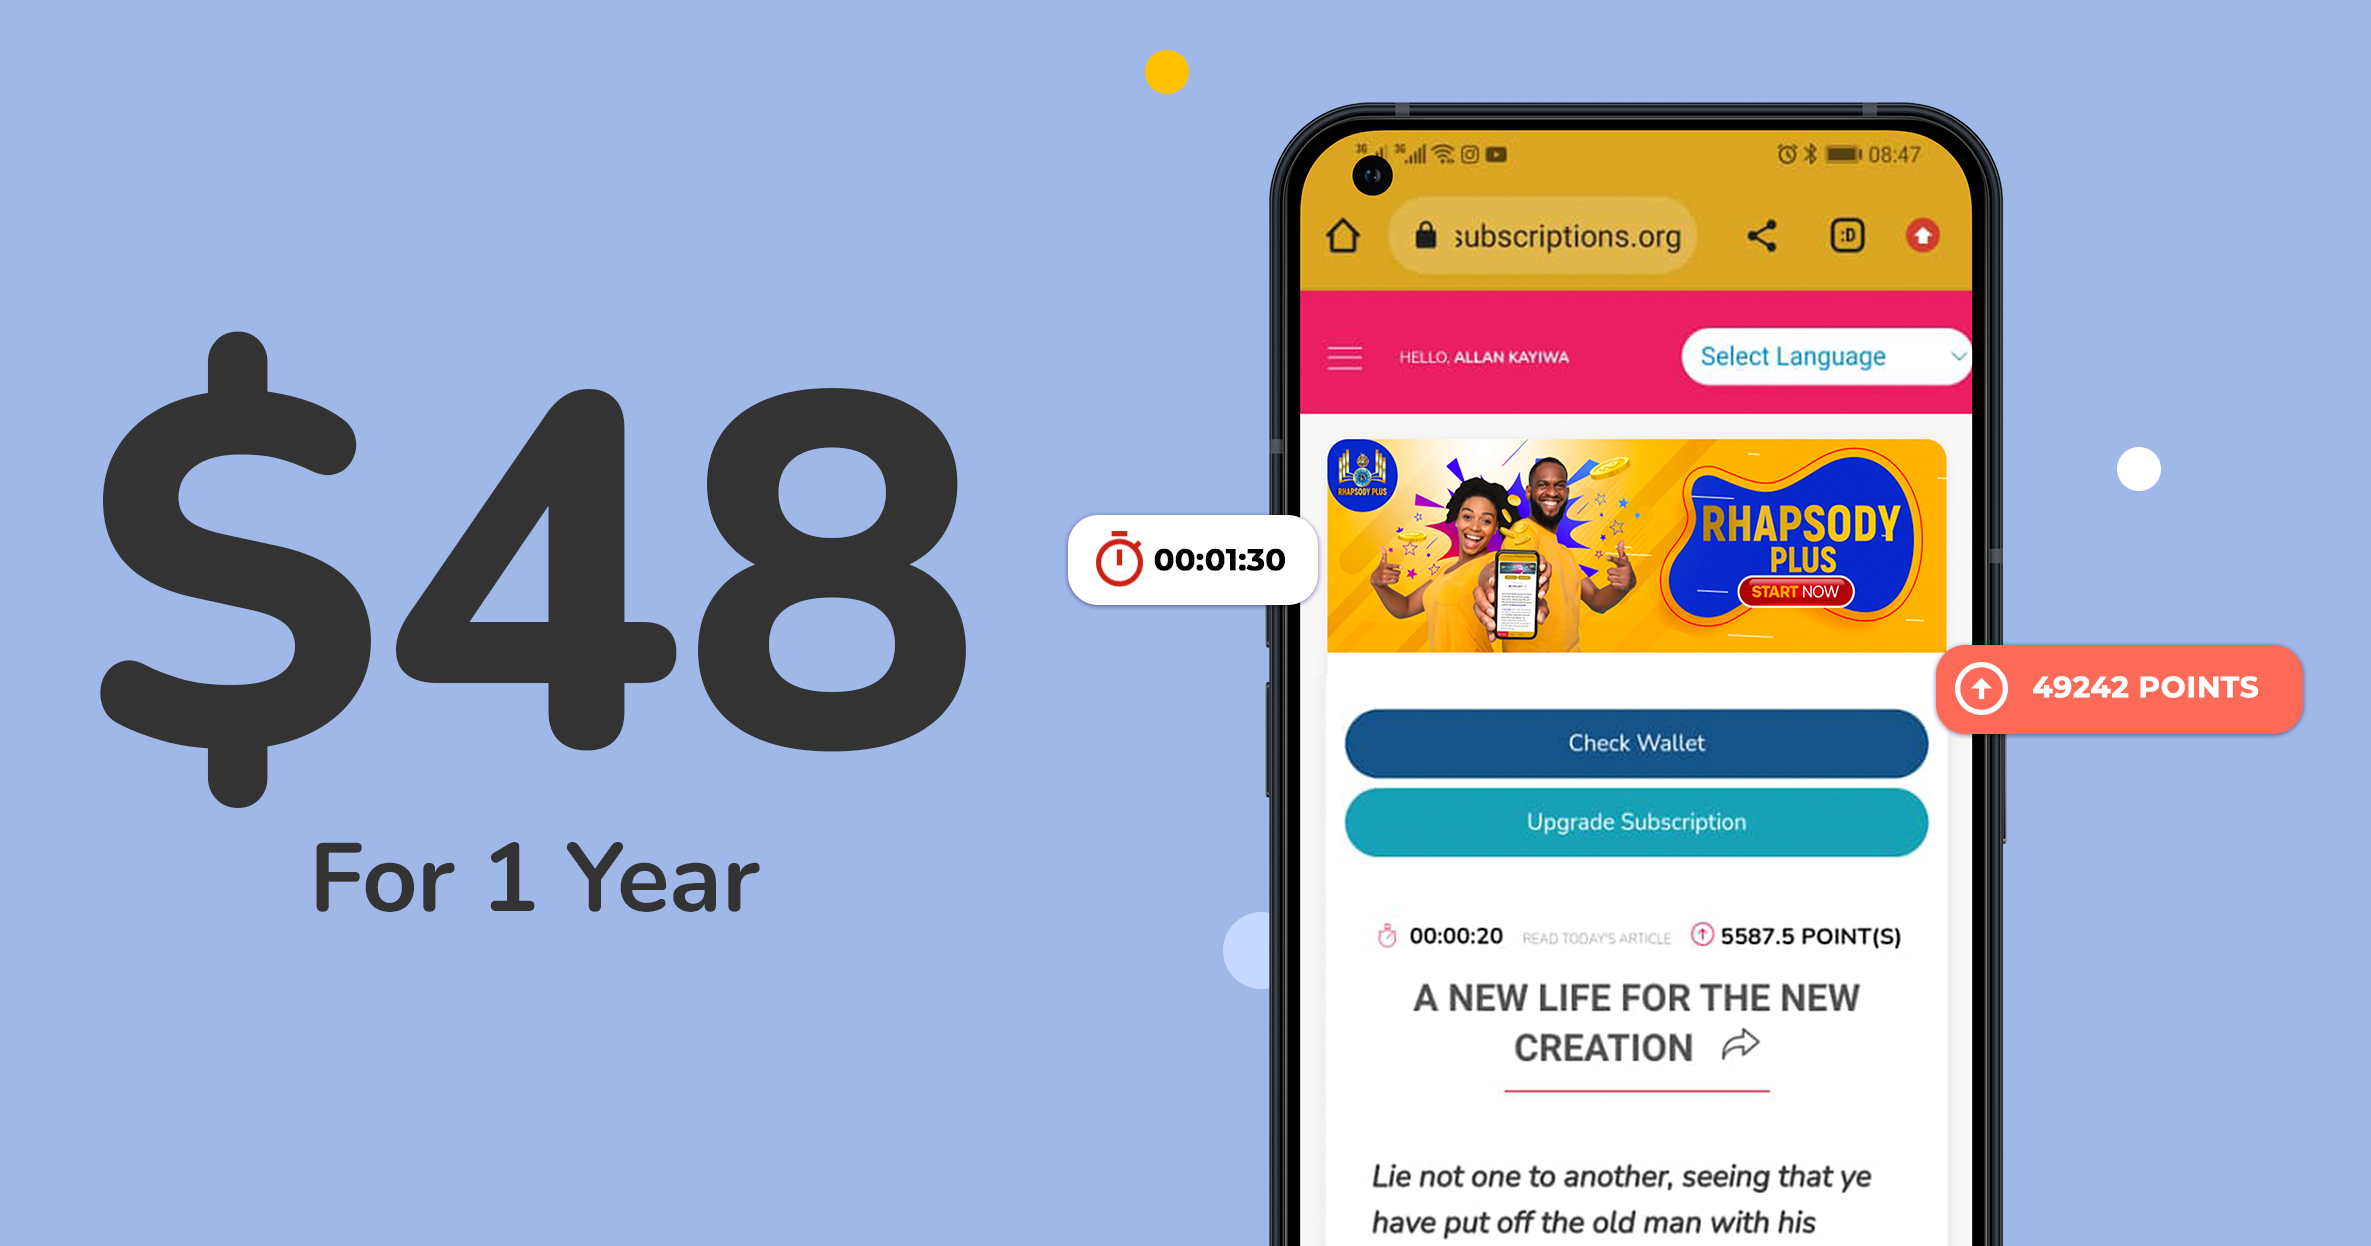 $48
For 1 Year
3G 3G 08:47
subscriptions.org :D
HELLO, ALLAN KAYIWA
Select Language
RHAPSODY PLUS
RHAPSODY
PLUS
START NOW
00:01:30
49242 POINTS
Check Wallet
Upgrade Subscription
00:00:20 READ TODAY'S ARTICLE 5587.5 POINT(S)
A NEW LIFE FOR THE NEW
CREATION
Lie not one to another, seeing that ye
have put off the old man with his